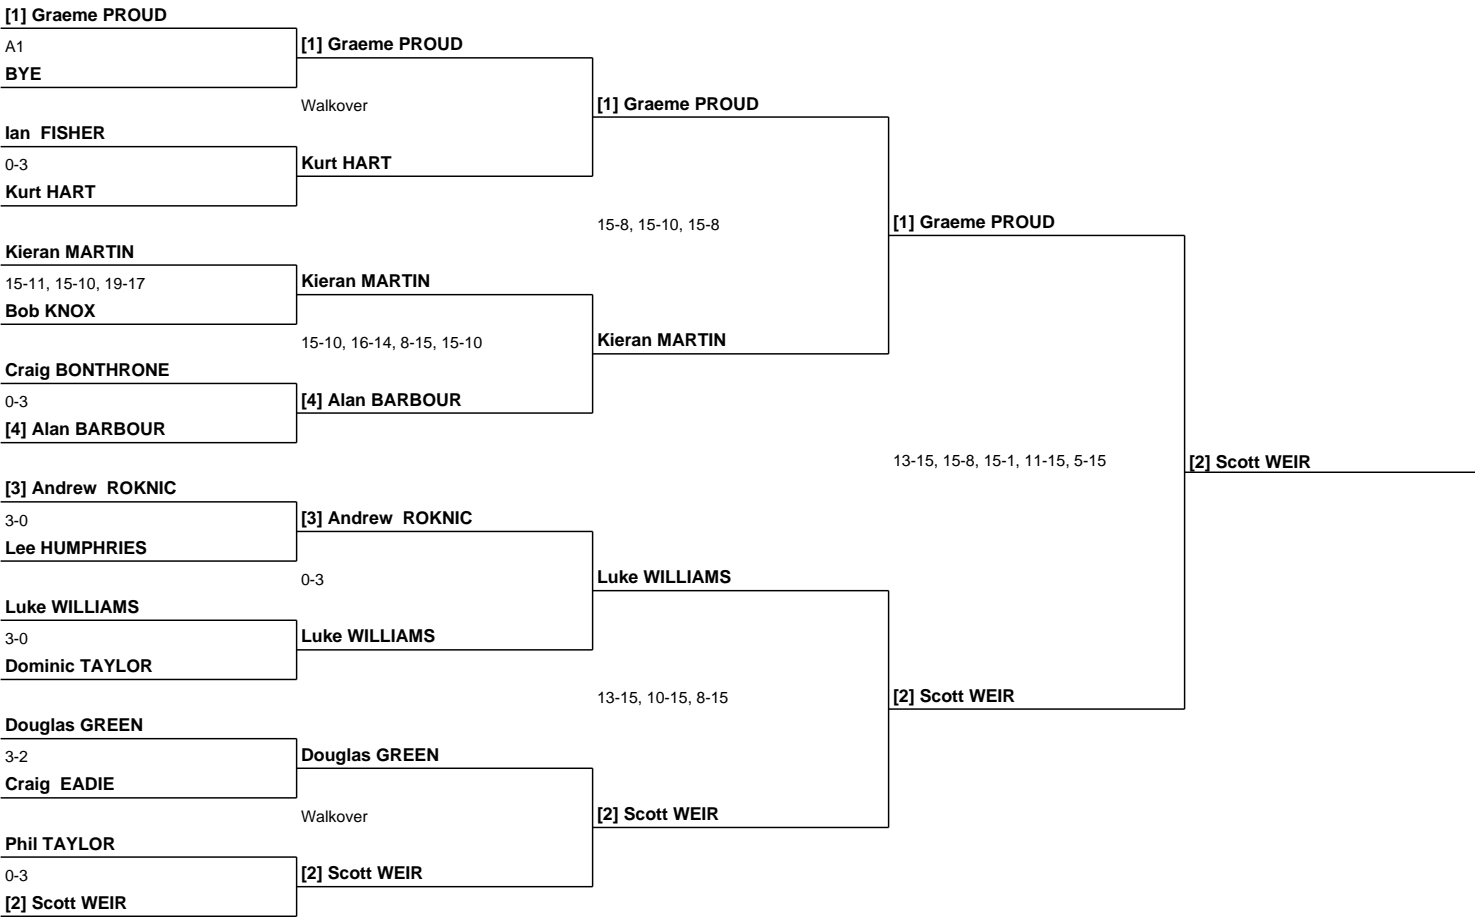 [1] Graeme PROUD
A1
BYE
Ian FISHER
0-3
Kurt HART
Kieran MARTIN
15-11, 15-10, 19-17
Bob KNOX
Craig BONTHRONE
0-3
[4] Alan BARBOUR
[3] Andrew ROKNIC
3-0
Lee HUMPHRIES
Luke WILLIAMS
3-0
Dominic TAYLOR
Douglas GREEN
3-2
Craig EADIE
Phil TAYLOR
0-3
[2] Scott WEIR
[1] Graeme PROUD
Walkover
Kurt HART
Kieran MARTIN
15-10, 16-14, 8-15, 15-10
[4] Alan BARBOUR
[3] Andrew ROKNIC
0-3
Luke WILLIAMS
Douglas GREEN
Walkover
[2] Scott WEIR
[1] Graeme PROUD
15-8, 15-10, 15-8
Kieran MARTIN
Luke WILLIAMS
13-15, 10-15, 8-15
[2] Scott WEIR
[1] Graeme PROUD
13-15, 15-8, 15-1, 11-15, 5-15
[2] Scott WEIR
[2] Scott WEIR